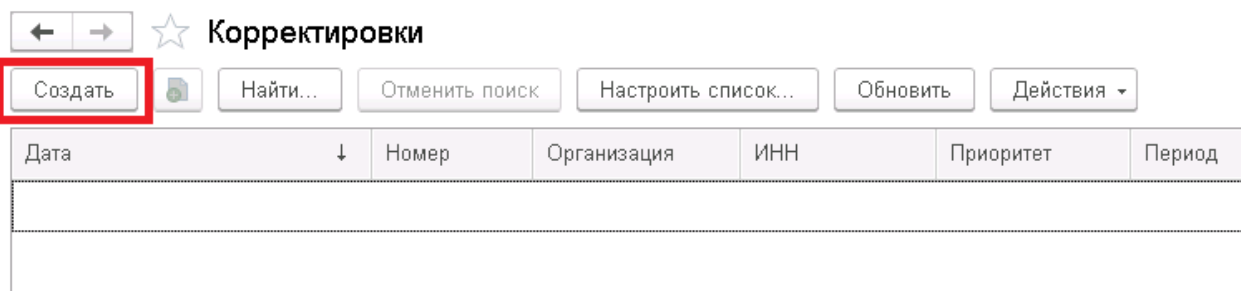 Корректировки
Создать Найти... Отменить поиск Настроить список... Обновить Действия
Дата ↓ Номер Организация ИНН Приоритет Период